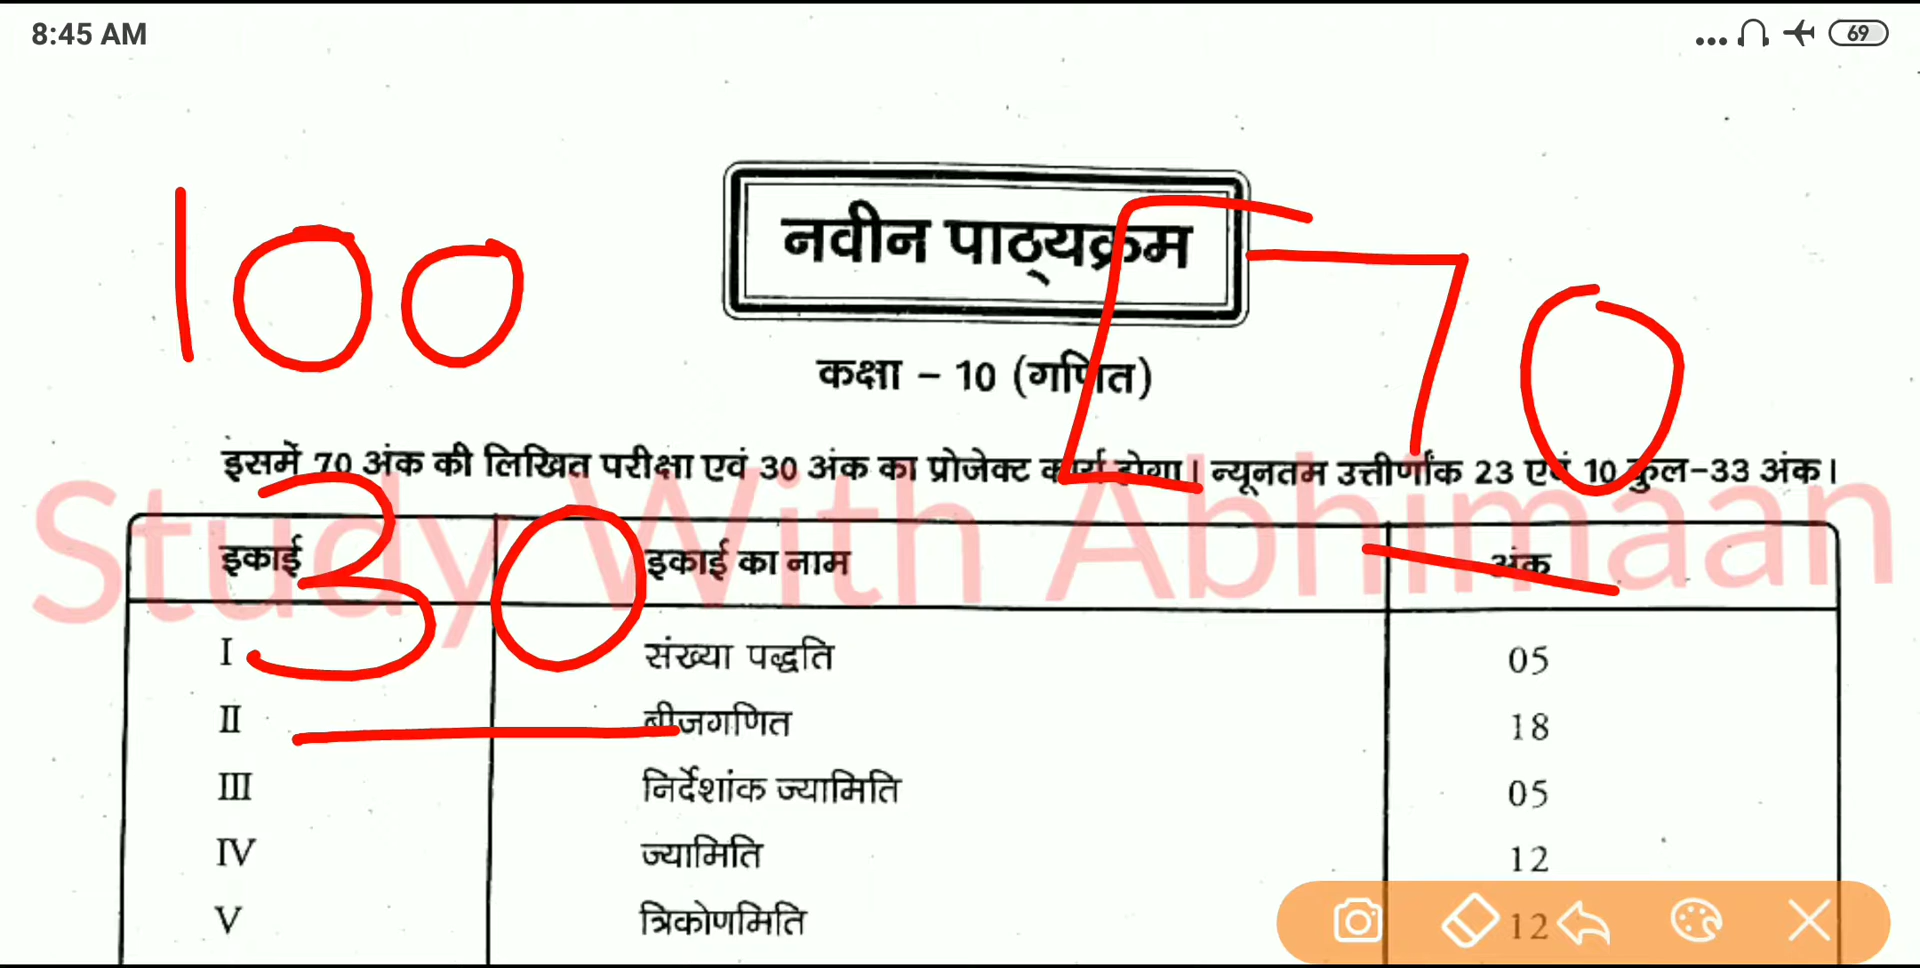 8:45 AM
69
नवीन पाठ्यक्रम
100
70
कक्षा - 10 (गणित)
इसमें 70 अंक की लिखित परीक्षा एवं 30 अंक का प्रोजेक्ट कार्य होगा। न्यूनतम उत्तीर्णांक 23 एवं 10 कुल-33 अंक।
Study With Abhimaan
30
इकाई इकाई का नाम अंक
I संख्या पद्धति 05
II बीजगणित 18
III निर्देशांक ज्यामिति 05
IV ज्यामिति 12
V त्रिकोणमिति 12